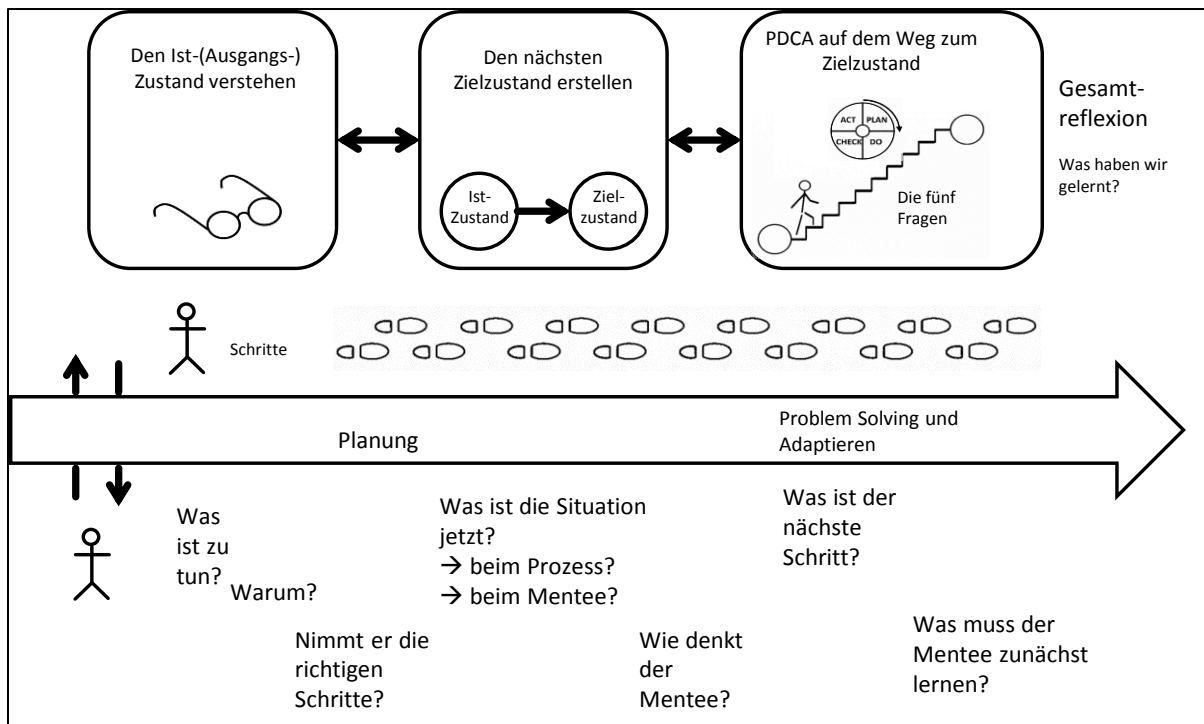 Den Ist-(Ausgangs-)
Zustand verstehen
Den nächsten
Zielzustand erstellen
Ist-
Zustand
Ziel-
zustand
PDCA auf dem Weg zum
Zielzustand
ACT
PLAN
CHECK
DO
Die fünf
Fragen
Gesamt-
reflexion
Was haben wir
gelernt?
Schritte
Planung
Problem Solving und
Adaptieren
Was
ist zu
tun?
Warum?
Nimmt er die
richtigen
Schritte?
Was ist die Situation
jetzt?
→ beim Prozess?
→ beim Mentee?
Wie denkt
der
Mentee?
Was ist der
nächste
Schritt?
Was muss der
Mentee zunächst
lernen?